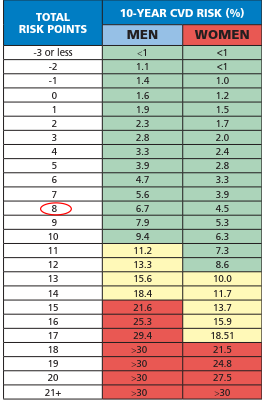 TOTAL RISK POINTS 10-YEAR CVD RISK (%)
MEN WOMEN
-3 or less <1 <1
-2 1.1 <1
-1 1.4 1.0
0 1.6 1.2
1 1.9 1.5
2 2.3 1.7
3 2.8 2.0
4 3.3 2.4
5 3.9 2.8
6 4.7 3.3
7 5.6 3.9
8 6.7 4.5
9 7.9 5.3
10 9.4 6.3
11 11.2 7.3
12 13.3 8.6
13 15.6 10.0
14 18.4 11.7
15 21.6 13.7
16 25.3 15.9
17 29.4 18.51
18 >30 21.5
19 >30 24.8
20 >30 27.5
21+ >30 >30